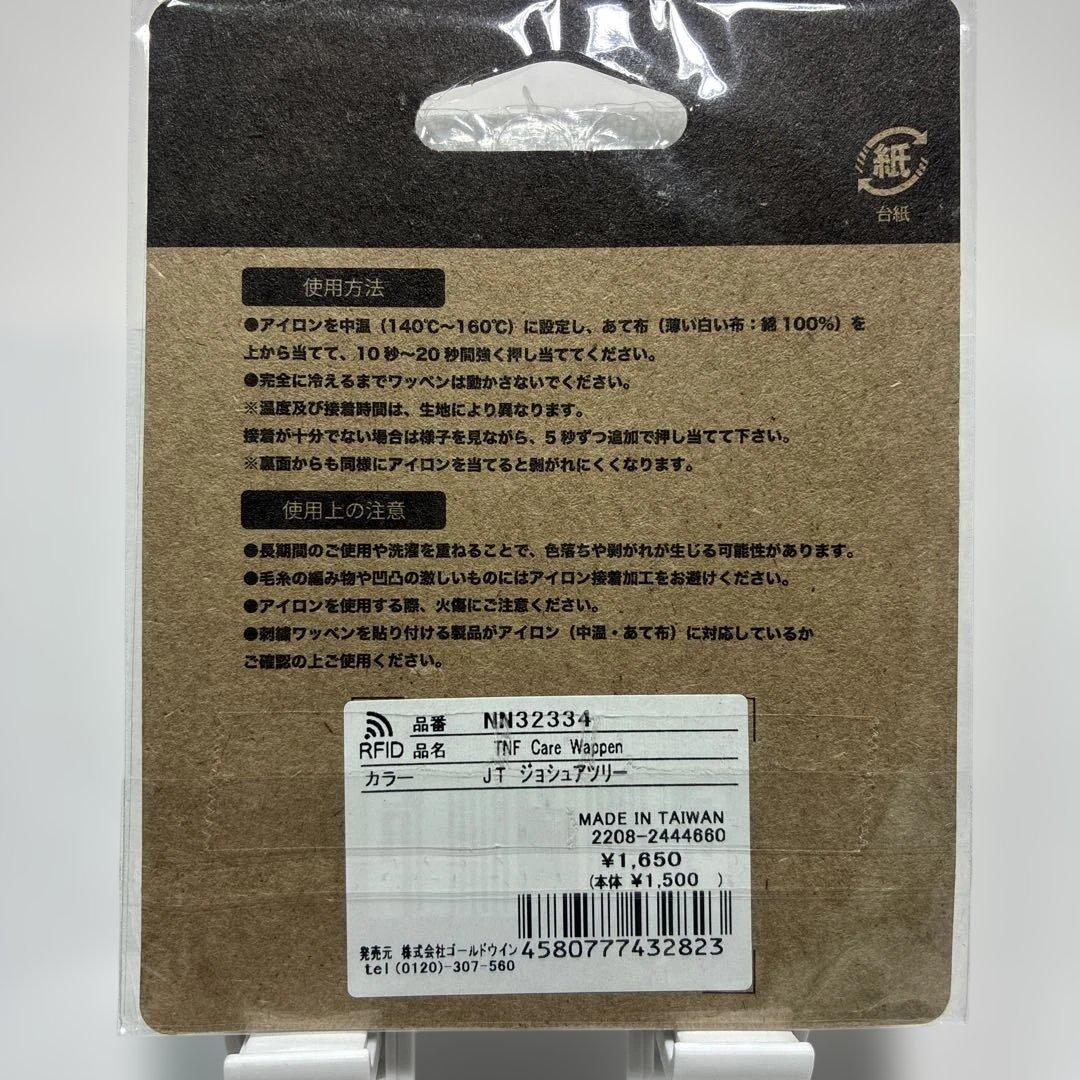 紙
台紙
使用方法
●アイロンを中温（140℃～160℃）に設定し、あて布（薄い白い布：綿100%）を
上から当てて、10秒～20秒間強く押し当ててください。
●完全に冷えるまでワッペンは動かさないでください。
※温度及び接着時間は、生地により異なります。
接着が十分でない場合は様子を見ながら、5秒ずつ追加で押し当てて下さい。
※裏面からも同様にアイロンを当てると剝がれにくくなります。
使用上の注意
●長期間のご使用や洗濯を重ねることで、色落ちや剝がれが生じる可能性があります。
●毛糸の編み物や凹凸の激しいものにはアイロン接着加工をお避けください。
●アイロンを使用する際、火傷にご注意ください。
●刺繍ワッペンを貼り付ける製品がアイロン（中温・あて布）に対応しているか
ご確認の上ご使用ください。
品番 NN32334
RFID 品名 TNF Care Wappen
カラー JT ジョシュアツリー
MADE IN TAIWAN
2208-2444660
¥1,650
(本体 ¥1,500 )
発売元 株式会社ゴールドウイン 4580777432823
tel(0120)-307-560